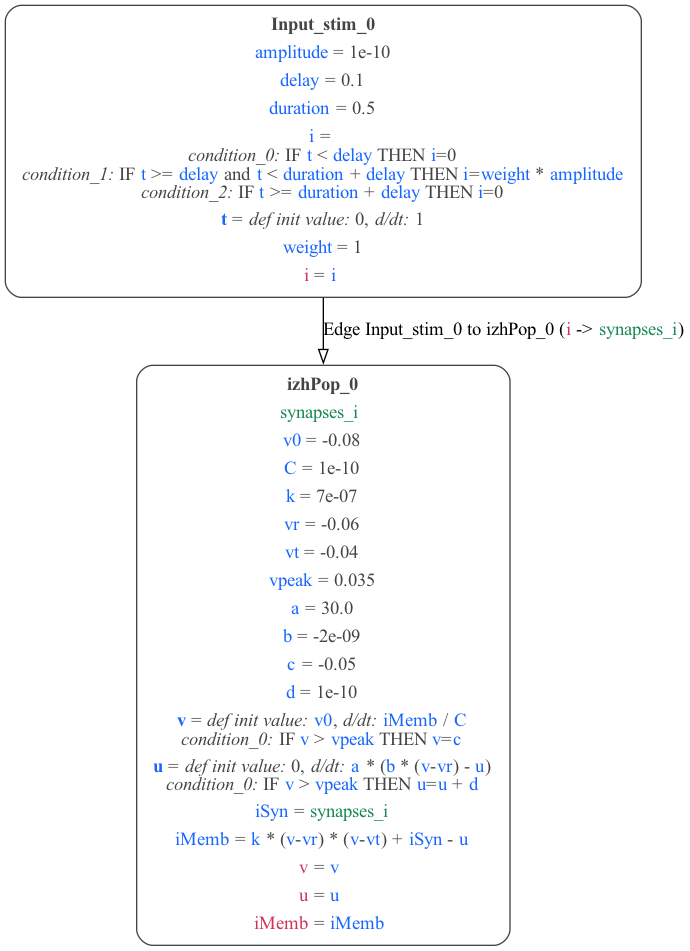 Input_stim_0
amplitude = 1e-10
delay = 0.1
duration = 0.5
i =
condition_0: IF t < delay THEN i=0
condition_1: IF t >= delay and t < duration + delay THEN i=weight * amplitude
condition_2: IF t >= duration + delay THEN i=0
t = def init value: 0, d/dt: 1
weight = 1
i = i
Edge Input_stim_0 to izhPop_0 (i -> synapses_i)
izhPop_0
synapses_i
v0 = -0.08
C = 1e-10
k = 7e-07
vr = -0.06
vt = -0.04
vpeak = 0.035
a = 30.0
b = -2e-09
c = -0.05
d = 1e-10
v = def init value: v0, d/dt: iMemb / C
condition_0: IF v > vpeak THEN v=c
u = def init value: 0, d/dt: a * (b * (v-vr) - u)
condition_0: IF v > vpeak THEN u=u + d
iSyn = synapses_i
iMemb = k * (v-vr) * (v-vt) + iSyn - u
v = v
u = u
iMemb = iMemb